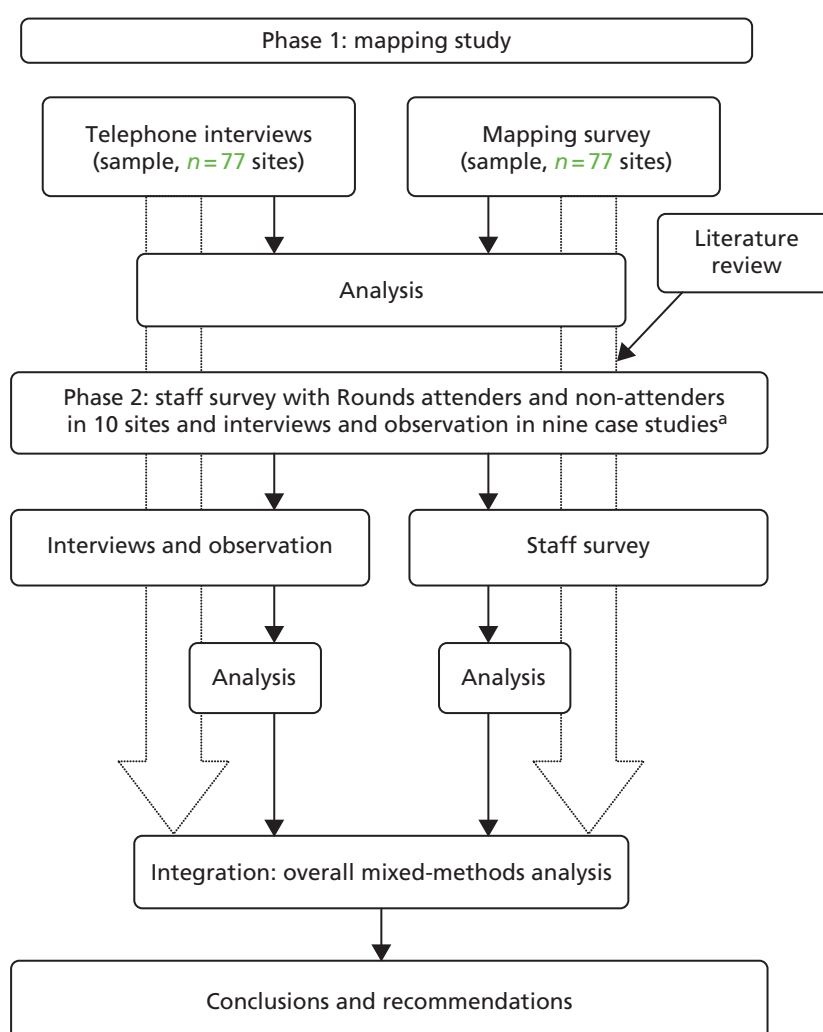 Phase 1: mapping study
Telephone interviews
(sample, n = 77 sites)
Mapping survey
(sample, n = 77 sites)
Literature
review
Analysis
Phase 2: staff survey with Rounds attenders and non-attenders
in 10 sites and interviews and observation in nine case studiesᵃ
Interviews and observation
Staff survey
Analysis
Analysis
Integration: overall mixed-methods analysis
Conclusions and recommendations